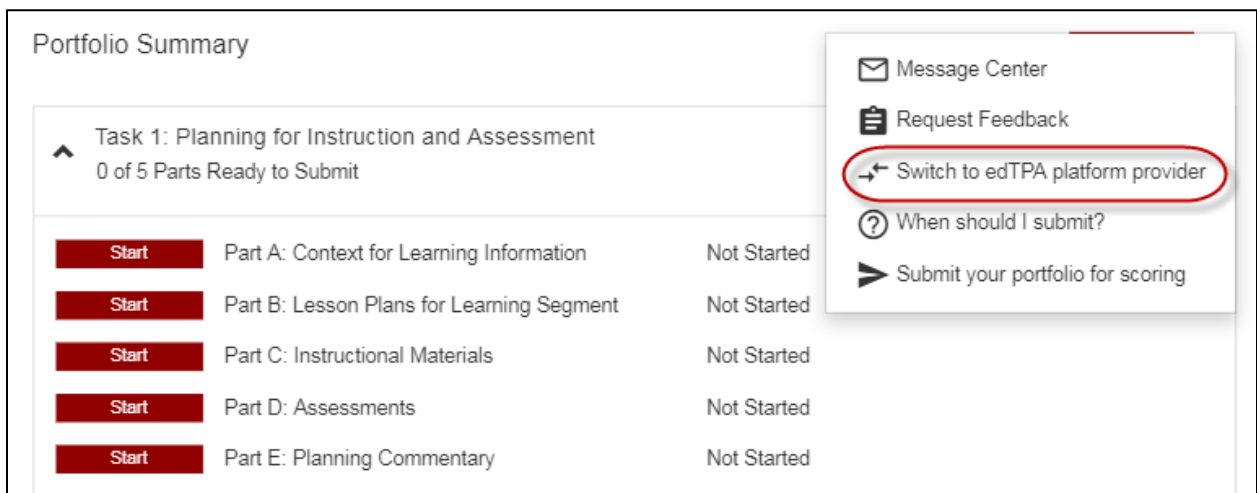 Portfolio Summary
Message Center
Request Feedback
Switch to edTPA platform provider
When should I submit?
Submit your portfolio for scoring
Task 1: Planning for Instruction and Assessment
0 of 5 Parts Ready to Submit
Start Part A: Context for Learning Information Not Started
Start Part B: Lesson Plans for Learning Segment Not Started
Start Part C: Instructional Materials Not Started
Start Part D: Assessments Not Started
Start Part E: Planning Commentary Not Started